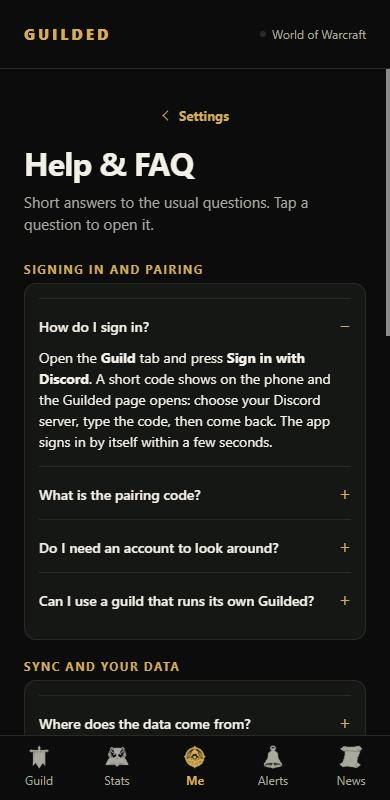 GUILDED
World of Warcraft
Settings
Help & FAQ
Short answers to the usual questions. Tap a
question to open it.
SIGNING IN AND PAIRING
How do I sign in?
Open the Guild tab and press Sign in with
Discord. A short code shows on the phone and
the Guilded page opens: choose your Discord
server, type the code, then come back. The app
signs in by itself within a few seconds.
What is the pairing code?
Do I need an account to look around?
Can I use a guild that runs its own Guilded?
SYNC AND YOUR DATA
Where does the data come from?
Guild
Stats
Me
Alerts
News